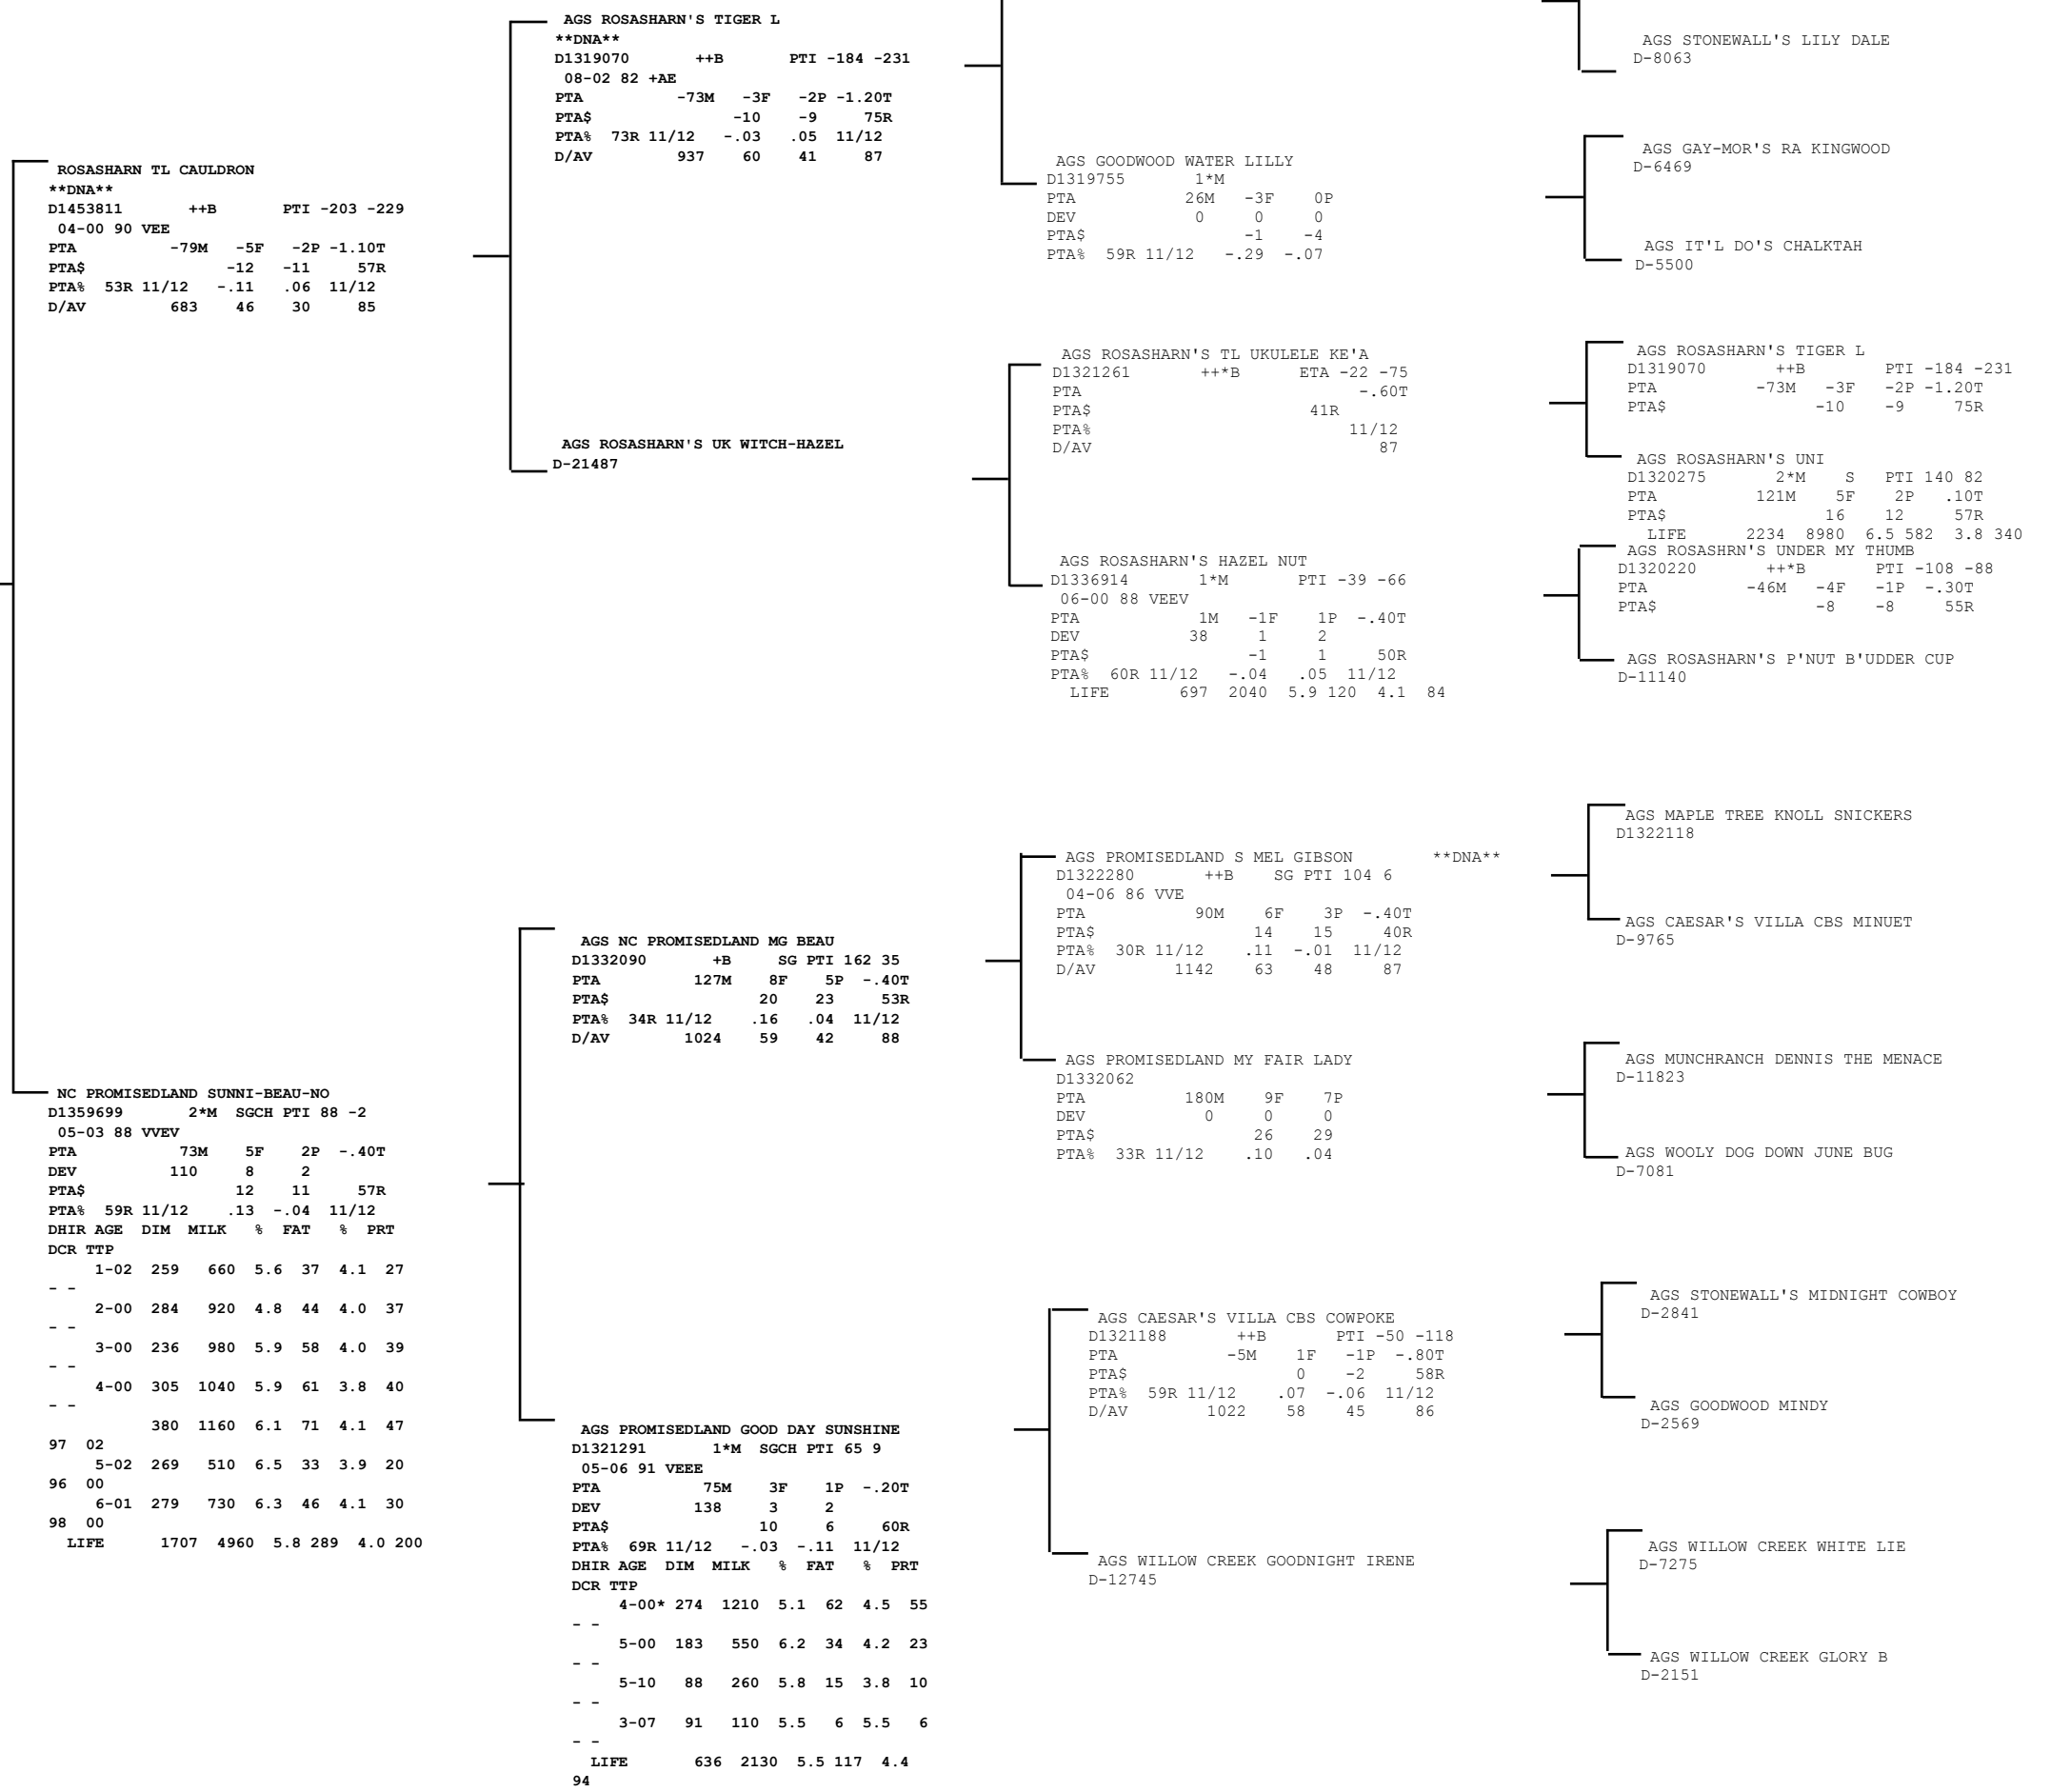 ROSASHARN TL CAULDRON
**DNA**
D1453811 ++B PTI -203 -229
04-00 90 VEE
PTA -79M -5F -2P -1.10T
PTA$ -12 -11 57R
PTA% 53R 11/12 -.11 .06 11/12
D/AV 683 46 30 85
NC PROMISEDLAND SUNNI-BEAU-NO
D1359699 2*M SGCH PTI 88 -2
05-03 88 VVEV
PTA 73M 5F 2P -.40T
DEV 110 8 2
PTA$ 12 11 57R
PTA% 59R 11/12 .13 -.04 11/12
DHIR AGE DIM MILK % FAT % PRT
DCR TTP
1-02 259 660 5.6 37 4.1 27
- -
2-00 284 920 4.8 44 4.0 37
- -
3-00 236 980 5.9 58 4.0 39
- -
4-00 305 1040 5.9 61 3.8 40
- -
380 1160 6.1 71 4.1 47
97 02
5-02 269 510 6.5 33 3.9 20
96 00
6-01 279 730 6.3 46 4.1 30
98 00
LIFE 1707 4960 5.8 289 4.0 200
AGS ROSASHARN'S TIGER L
**DNA**
D1319070 ++B PTI -184 -231
08-02 82 +AE
PTA -73M -3F -2P -1.20T
PTA$ -10 -9 75R
PTA% 73R 11/12 -.03 .05 11/12
D/AV 937 60 41 87
AGS ROSASHARN'S UK WITCH-HAZEL
D-21487
AGS NC PROMISEDLAND MG BEAU
D1332090 +B SG PTI 162 35
PTA 127M 8F 5P -.40T
PTA$ 20 23 53R
PTA% 34R 11/12 .16 .04 11/12
D/AV 1024 59 42 88
AGS PROMISEDLAND GOOD DAY SUNSHINE
D1321291 1*M SGCH PTI 65 9
05-06 91 VEEE
PTA 75M 3F 1P -.20T
DEV 138 3 2
PTA$ 10 6 60R
PTA% 69R 11/12 -.03 -.11 11/12
DHIR AGE DIM MILK % FAT % PRT
DCR TTP
4-00* 274 1210 5.1 62 4.5 55
- -
5-00 183 550 6.2 34 4.2 23
- -
5-10 88 260 5.8 15 3.8 10
- -
3-07 91 110 5.5 6 5.5 6
- -
LIFE 636 2130 5.5 117 4.4
94
AGS GOODWOOD WATER LILLY
D1319755 1*M
PTA 26M -3F 0P
DEV 0 0 0
PTA$ -1 -4
PTA% 59R 11/12 -.29 -.07
AGS ROSASHARN'S TL UKULELE KE'A
D1321261 ++*B ETA -22 -75
PTA -.60T
PTA$ 41R
PTA% 11/12
D/AV 87
AGS ROSASHARN'S HAZEL NUT
D1336914 1*M PTI -39 -66
06-00 88 VEEV
PTA 1M -1F 1P -.40T
DEV 38 1 2
PTA$ -1 1 50R
PTA% 60R 11/12 -.04 .05 11/12
LIFE 697 2040 5.9 120 4.1 84
AGS PROMISEDLAND S MEL GIBSON **DNA**
D1322280 ++B SG PTI 104 6
04-06 86 VVE
PTA 90M 6F 3P -.40T
PTA$ 14 15 40R
PTA% 30R 11/12 .11 -.01 11/12
D/AV 1142 63 48 87
AGS PROMISEDLAND MY FAIR LADY
D1332062
PTA 180M 9F 7P
DEV 0 0 0
PTA$ 26 29
PTA% 33R 11/12 .10 .04
AGS CAESAR'S VILLA CBS COWPOKE
D1321188 ++B PTI -50 -118
PTA -5M 1F -1P -.80T
PTA$ 0 -2 58R
PTA% 59R 11/12 .07 -.06 11/12
D/AV 1022 58 45 86
AGS WILLOW CREEK GOODNIGHT IRENE
D-12745
AGS STONEWALL'S LILY DALE
D-8063
AGS GAY-MOR'S RA KINGWOOD
D-6469
AGS IT'L DO'S CHALKTAH
D-5500
AGS ROSASHARN'S TIGER L
D1319070 ++B PTI -184 -231
PTA -73M -3F -2P -1.20T
PTA$ -10 -9 75R
AGS ROSASHARN'S UNI
D1320275 2*M S PTI 140 82
PTA 121M 5F 2P .10T
PTA$ 16 12 57R
LIFE 2234 8980 6.5 582 3.8 340
AGS ROSASHRN'S UNDER MY THUMB
D1320220 ++*B PTI -108 -88
PTA -46M -4F -1P -.30T
PTA$ -8 -8 55R
AGS ROSASHARN'S P'NUT B'UDDER CUP
D-11140
AGS MAPLE TREE KNOLL SNICKERS
D1322118
AGS CAESAR'S VILLA CBS MINUET
D-9765
AGS MUNCHRANCH DENNIS THE MENACE
D-11823
AGS WOOLY DOG DOWN JUNE BUG
D-7081
AGS STONEWALL'S MIDNIGHT COWBOY
D-2841
AGS GOODWOOD MINDY
D-2569
AGS WILLOW CREEK WHITE LIE
D-7275
AGS WILLOW CREEK GLORY B
D-2151